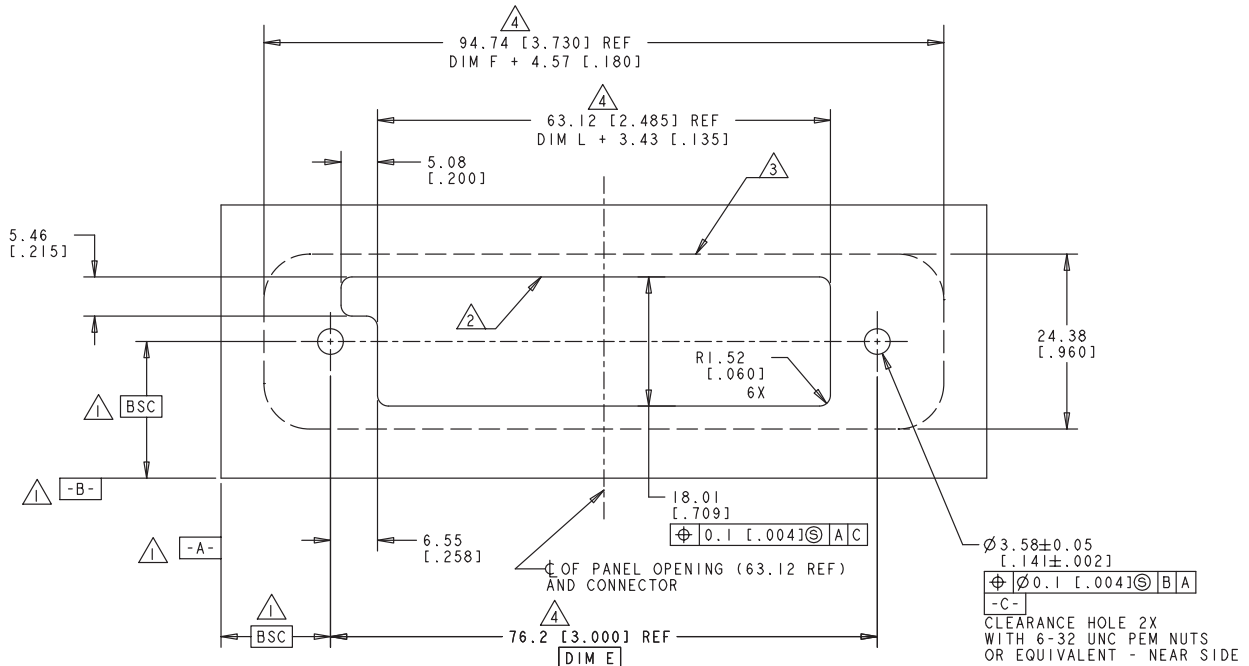 4
94.74 [3.730] REF
DIM F + 4.57 [.180]
4
63.12 [2.485] REF
DIM L + 3.43 [.135]
5.08
[.200]
3
5.46
[.215]
2
R1.52
[.060]
6X
24.38
[.960]
1 BSC
1 -B-
18.01
[.709]
⌖ 0.1 [.004]Ⓢ A C
1 -A-
6.55
[.258]
℄ OF PANEL OPENING (63.12 REF)
AND CONNECTOR
Ø3.58±0.05
[.141±.002]
⌖ Ø0.1 [.004]Ⓢ B A
-C-
CLEARANCE HOLE 2X
WITH 6-32 UNC PEM NUTS
OR EQUIVALENT - NEAR SIDE
1
BSC
4
76.2 [3.000] REF
DIM E